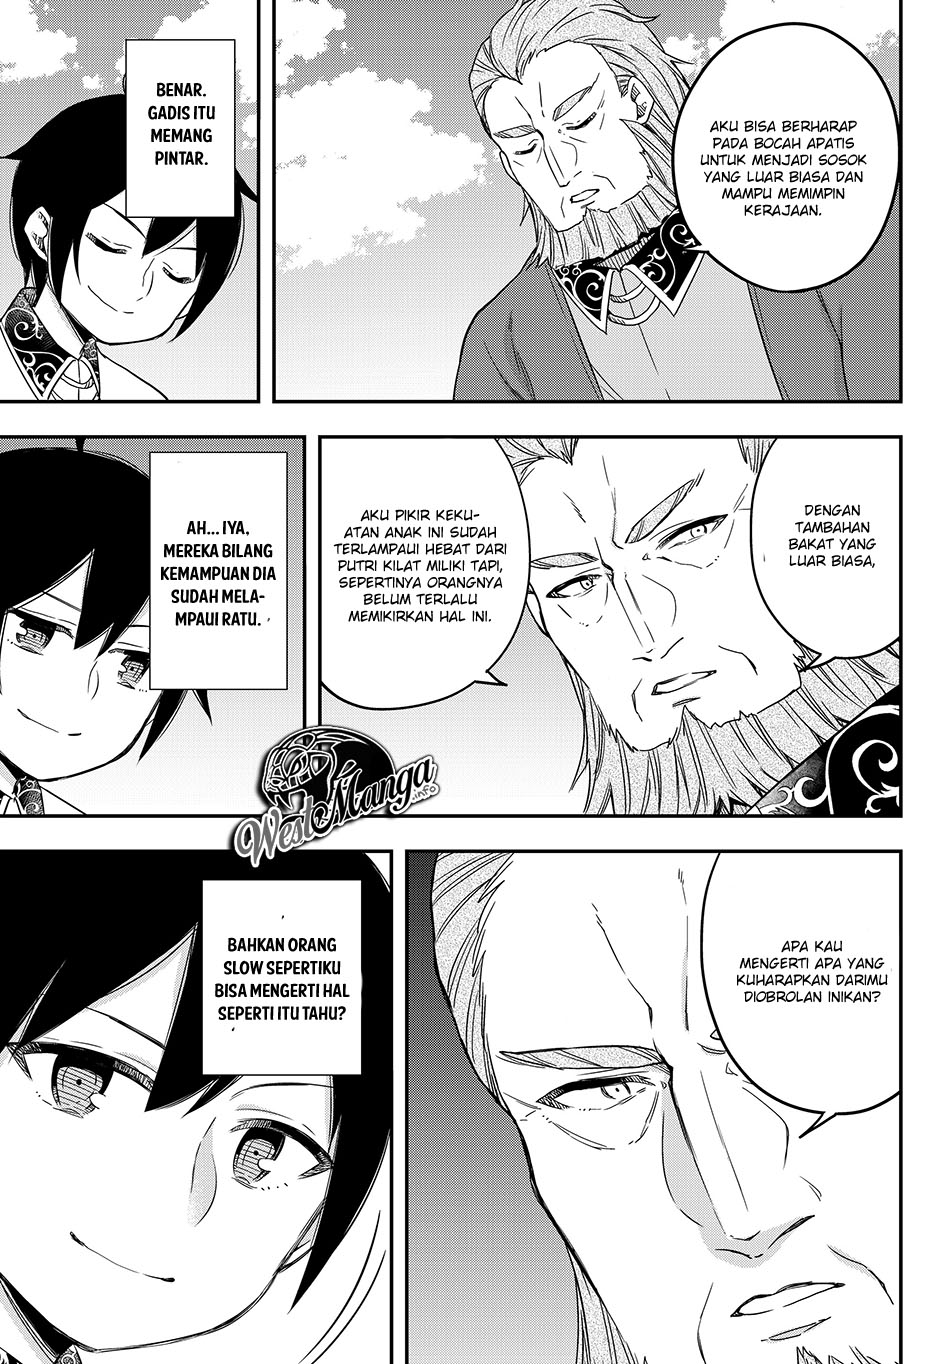 AKU BISA BERHARAP
PADA BOCAH APATIS
UNTUK MENJADI SOSOK
YANG LUAR BIASA DAN
MAMPU MEMIMPIN
KERAJAAN.
BENAR.
GADIS ITU
MEMANG
PINTAR.
DENGAN
TAMBAHAN
BAKAT YANG
LUAR BIASA,
AKU PIKIR KEKU-
ATAN ANAK INI SUDAH
TERLAMPAUI HEBAT DARI
PUTRI KILAT MILIKI TAPI,
SEPERTINYA ORANGNYA
BELUM TERLALU
MEMIKIRKAN HAL INI.
AH... IYA,
MEREKA BILANG
KEMAMPUAN DIA
SUDAH MELA-
MPAUI RATU.
WestManga
.info
APA KAU
MENGERTI APA YANG
KUHARAPKAN DARIMU
DIOBROLAN INIKAN?
BAHKAN ORANG
SLOW SEPERTIKU
BISA MENGERTI HAL
SEPERTI ITU TAHU?